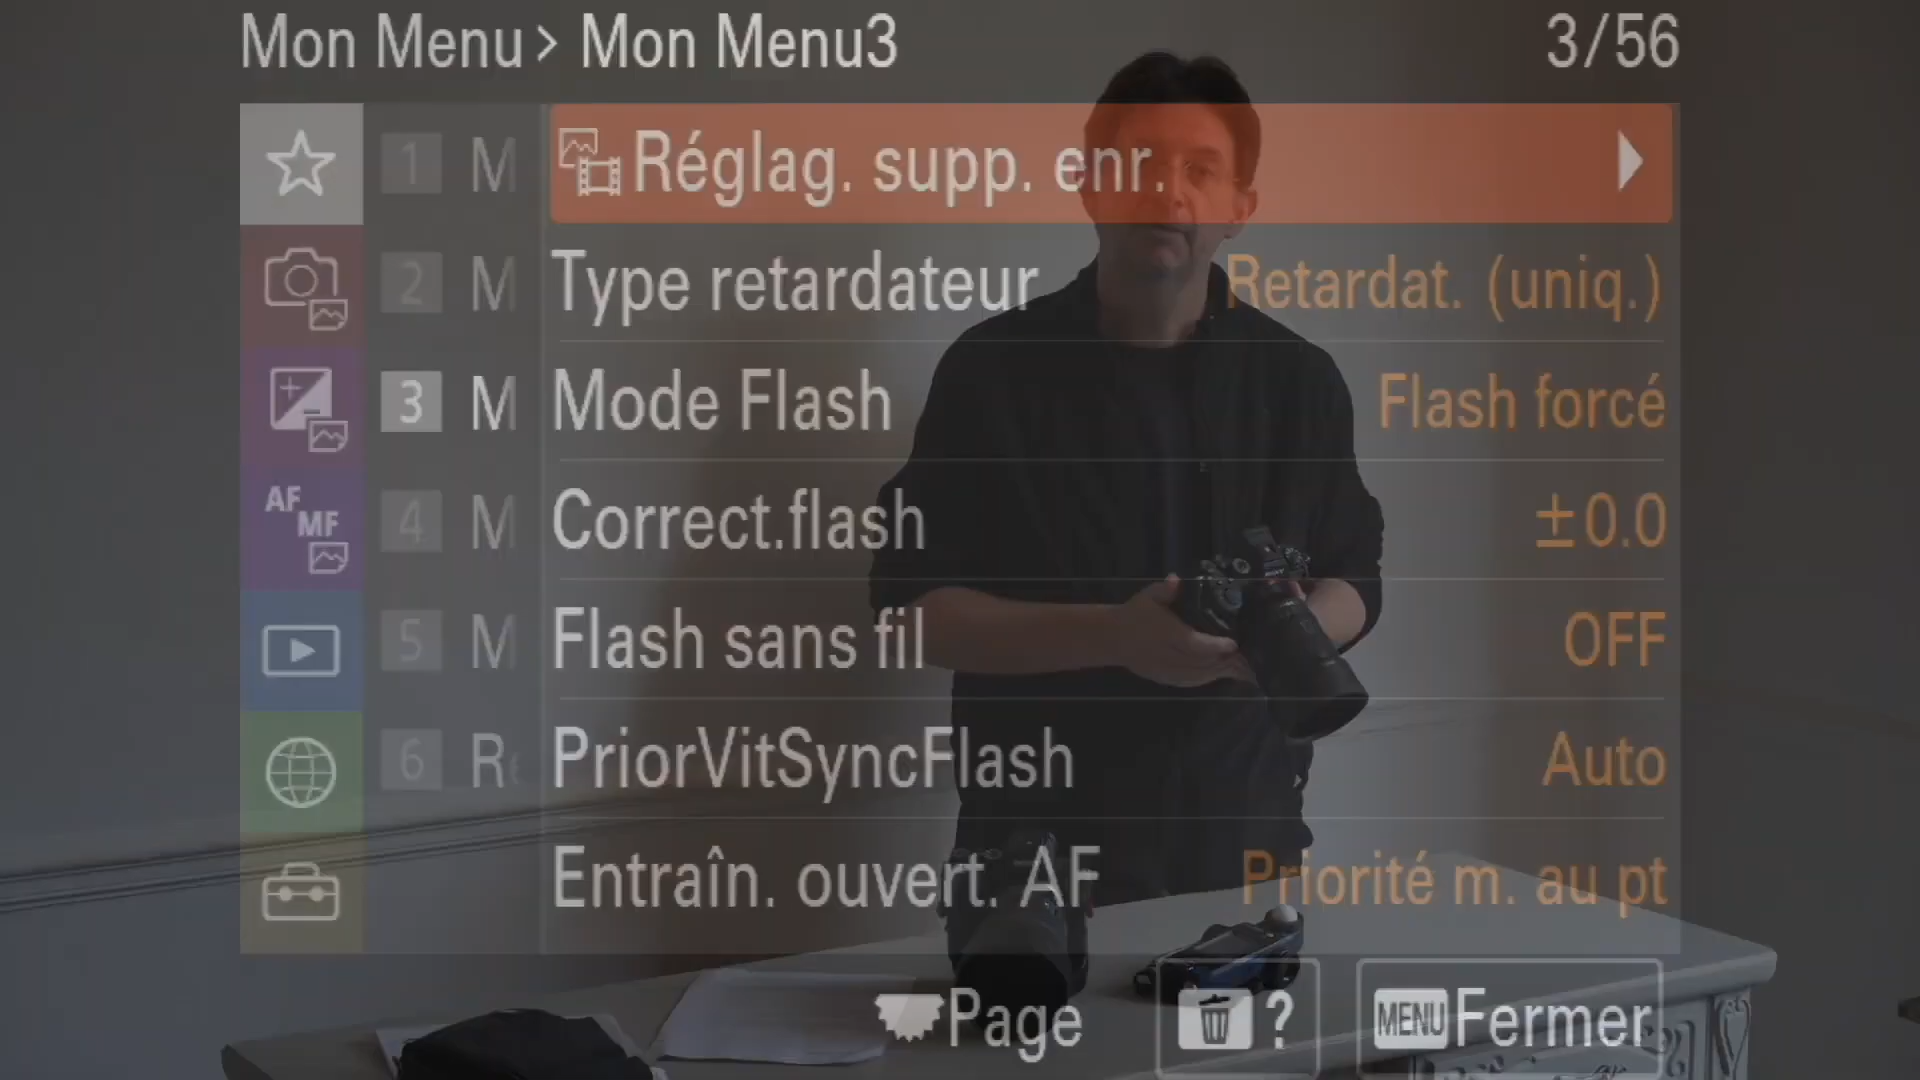 Mon Menu > Mon Menu3 3/56
1 M Réglag. supp. enr.
2 M Type retardateur Retardat. (uniq.)
3 M Mode Flash Flash forcé
AF MF
4 M Correct.flash ±0.0
5 M Flash sans fil OFF
6 R PriorVitSyncFlash Auto
Entraîn. ouvert. AF Priorité m. au pt
Page ? MENU Fermer